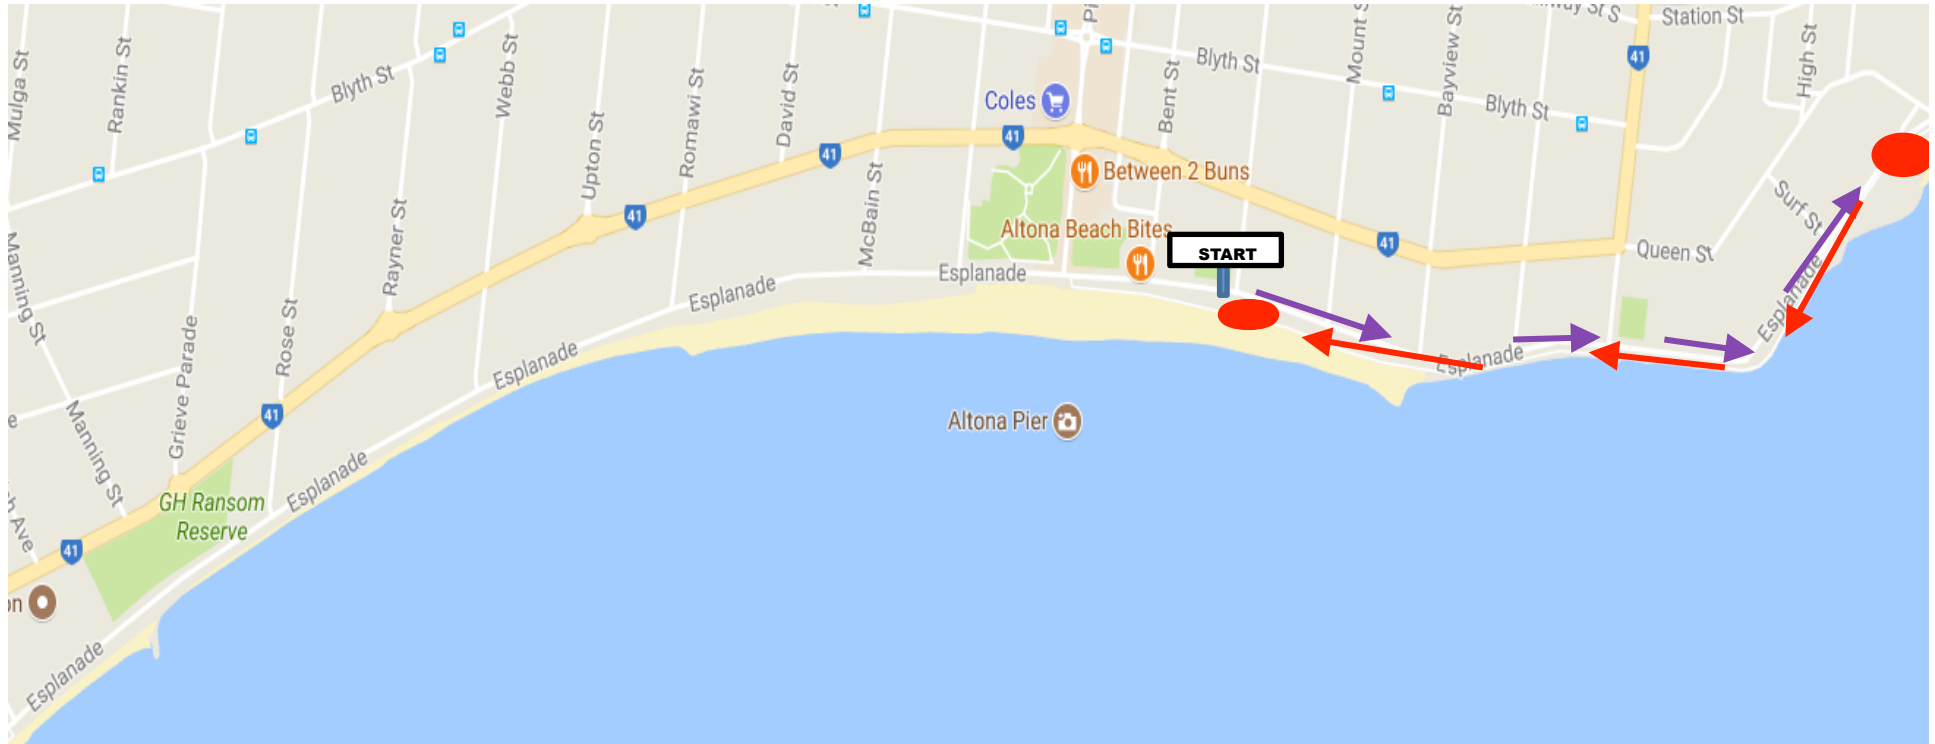 Station St
Blyth St
Blyth St
Blyth St
Mulga St
Rankin St
Webb St
Upton St
Romawi St
David St
McBain St
Bent St
Mount S
Bayview St
High St
Coles
41
41
41
41
41
41
41
Between 2 Buns
Altona Beach Bites
START
Surf St
Queen St
Manning St
Manning St
Grieve Parade
Rose St
Rayner St
Esplanade
Esplanade
Esplanade
Esplanade
Esplanade
Esplanade
Esplanade
Altona Pier
GH Ransom
Reserve